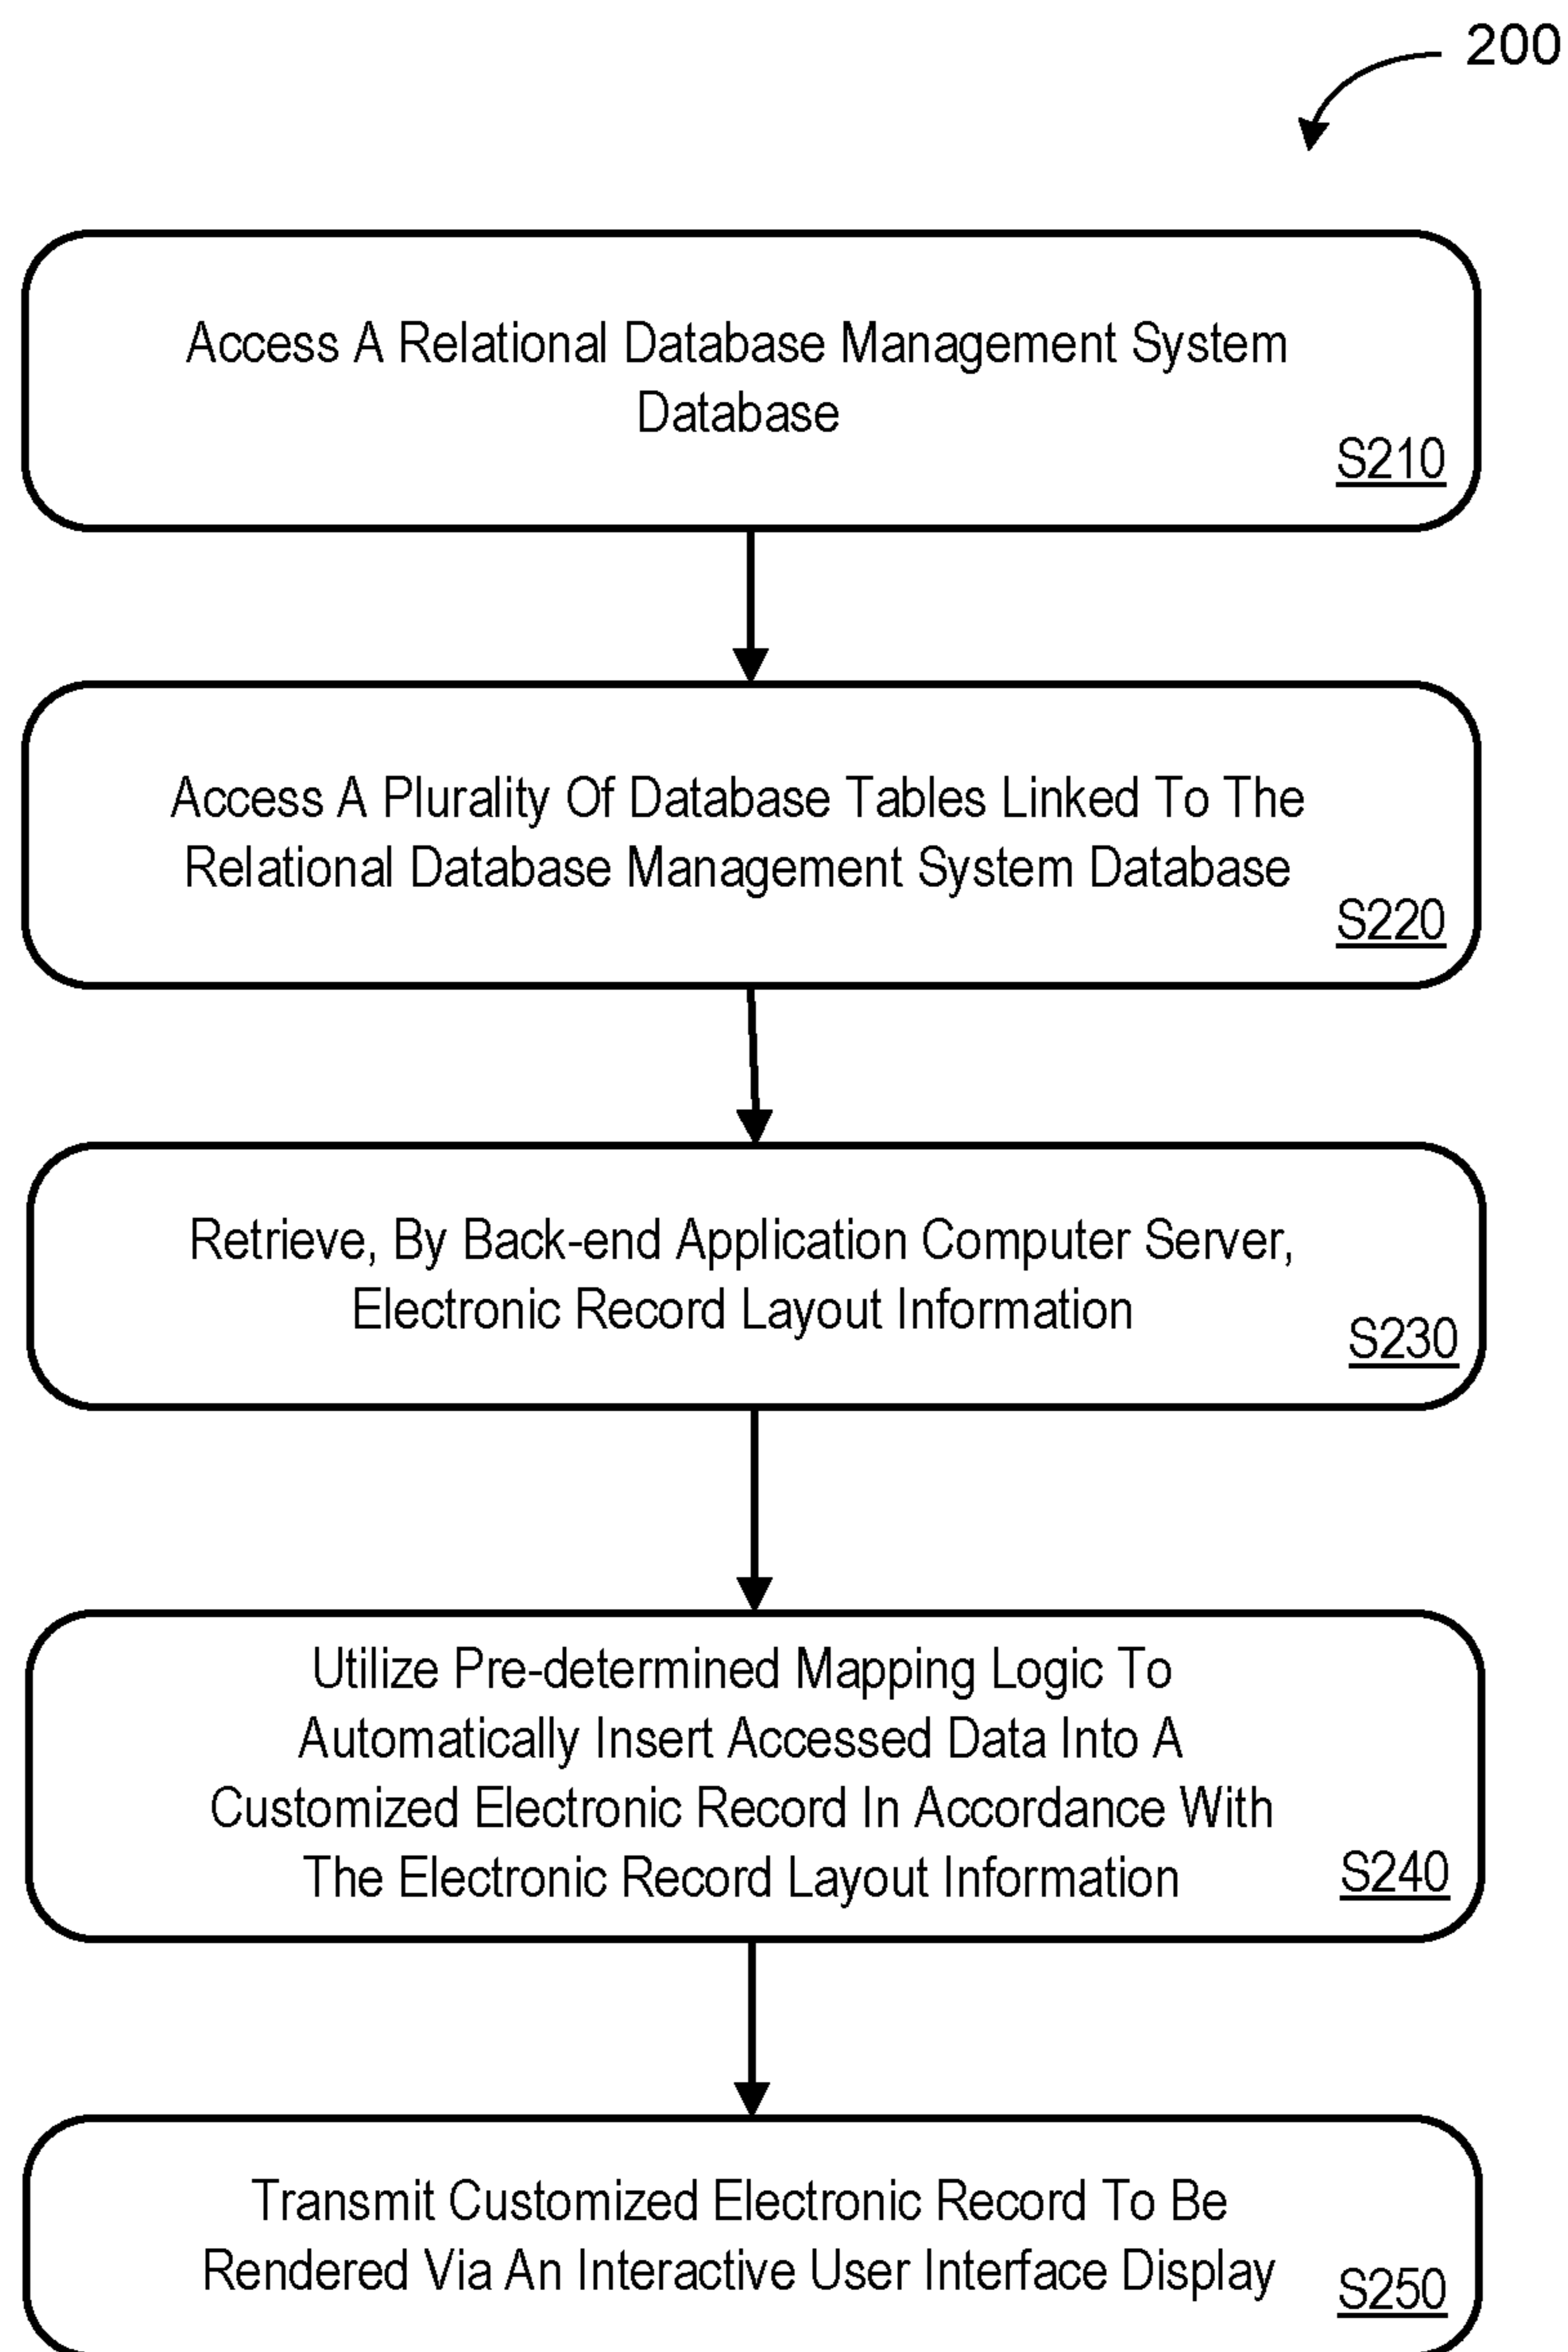 200
Access A Relational Database Management System
Database
S210
Access A Plurality Of Database Tables Linked To The
Relational Database Management System Database
S220
Retrieve, By Back-end Application Computer Server,
Electronic Record Layout Information
S230
Utilize Pre-determined Mapping Logic To
Automatically Insert Accessed Data Into A
Customized Electronic Record In Accordance With
The Electronic Record Layout Information
S240
Transmit Customized Electronic Record To Be
Rendered Via An Interactive User Interface Display
S250